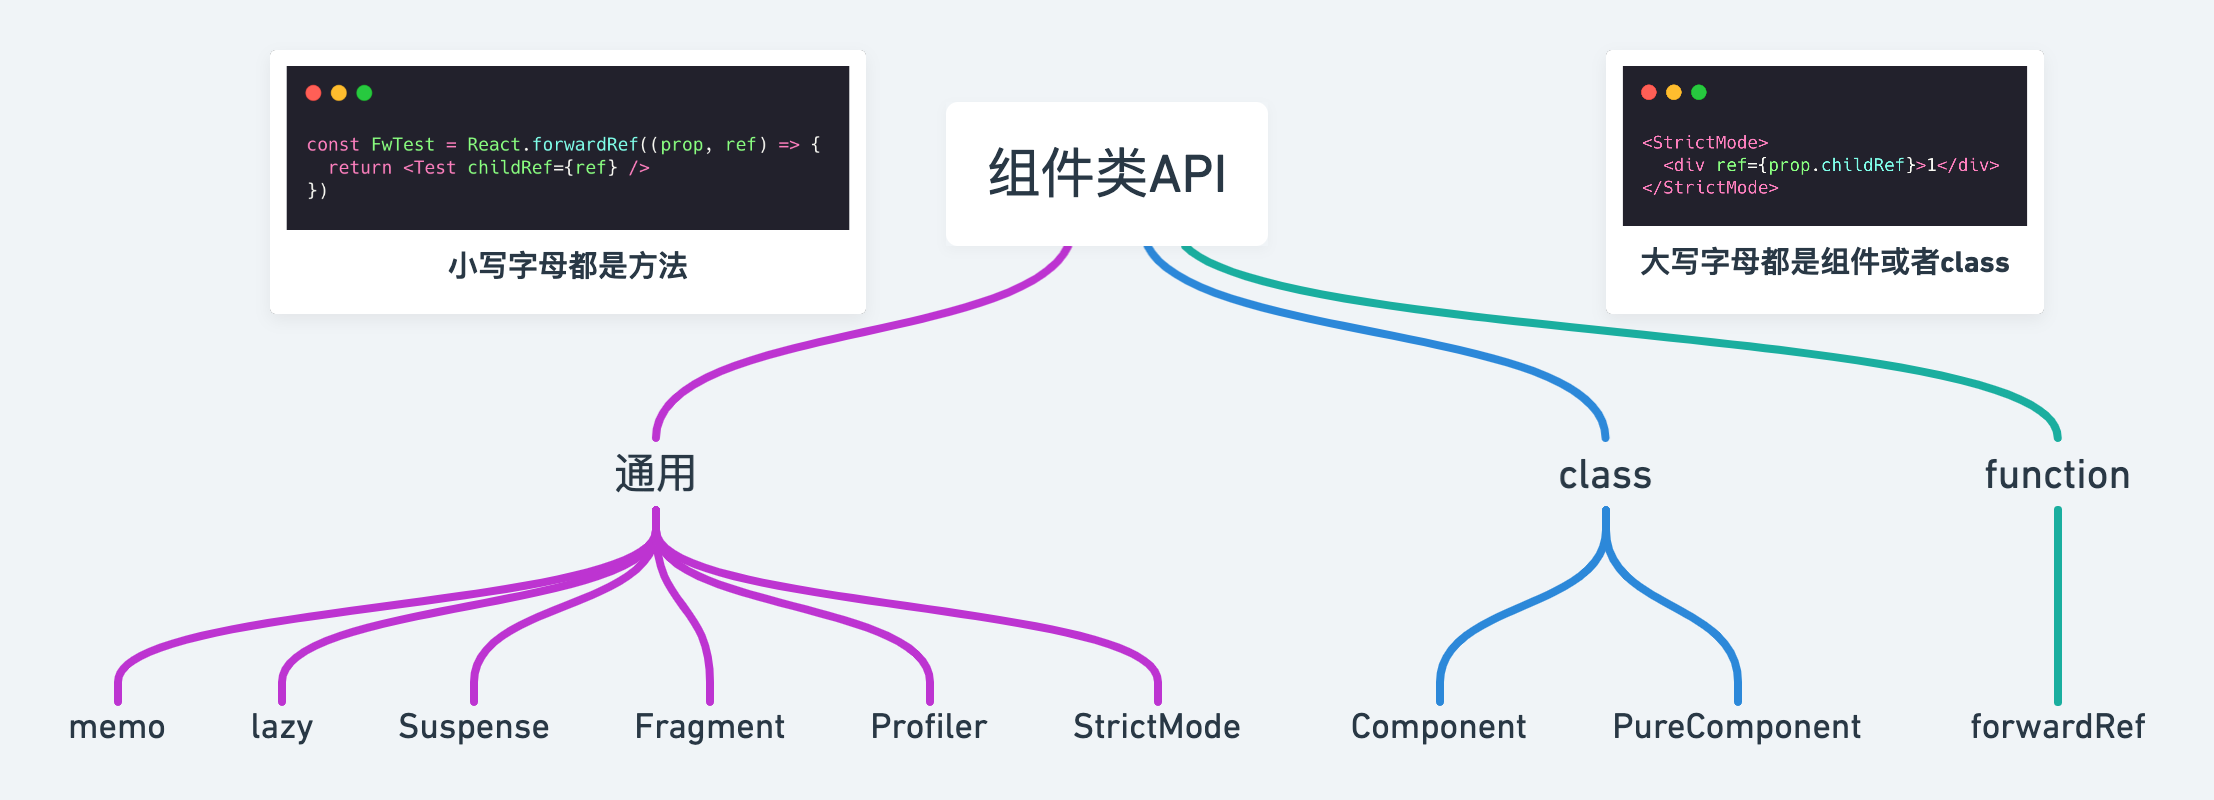 const FwTest = React.forwardRef((prop, ref) => {
  return <Test childRef={ref} />
})
小写字母都是方法
组件类API
<StrictMode>
  <div ref={prop.childRef}>1</div>
</StrictMode>
大写字母都是组件或者class
通用
class
function
memo
lazy
Suspense
Fragment
Profiler
StrictMode
Component
PureComponent
forwardRef